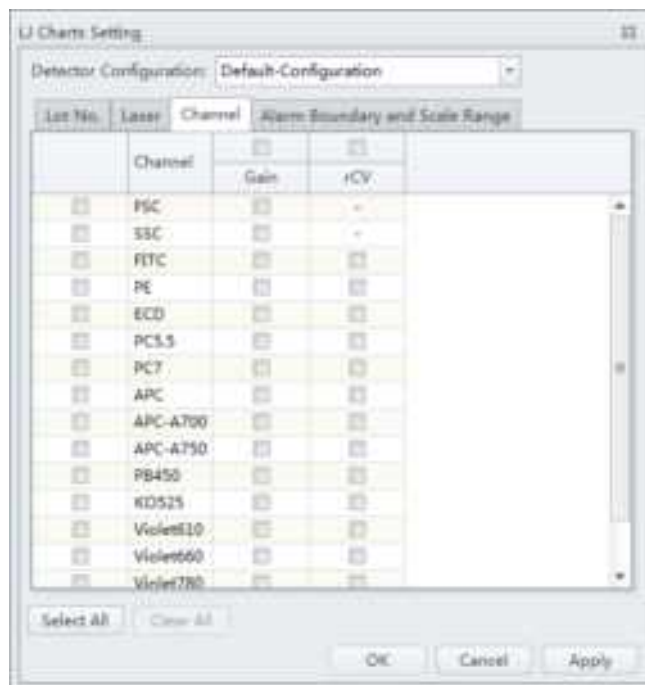 LJ Charts Setting
Detector Configuration: Default-Configuration
Lot No. Laser Channel Alarm Boundary and Scale Range
Channel
Gain rCV
FSC -
SSC -
FITC
PE
ECD
PC5.5
PC7
APC
APC-A700
APC-A750
PB450
KO525
Violet610
Violet660
Violet780
Select All Clear All
OK Cancel Apply